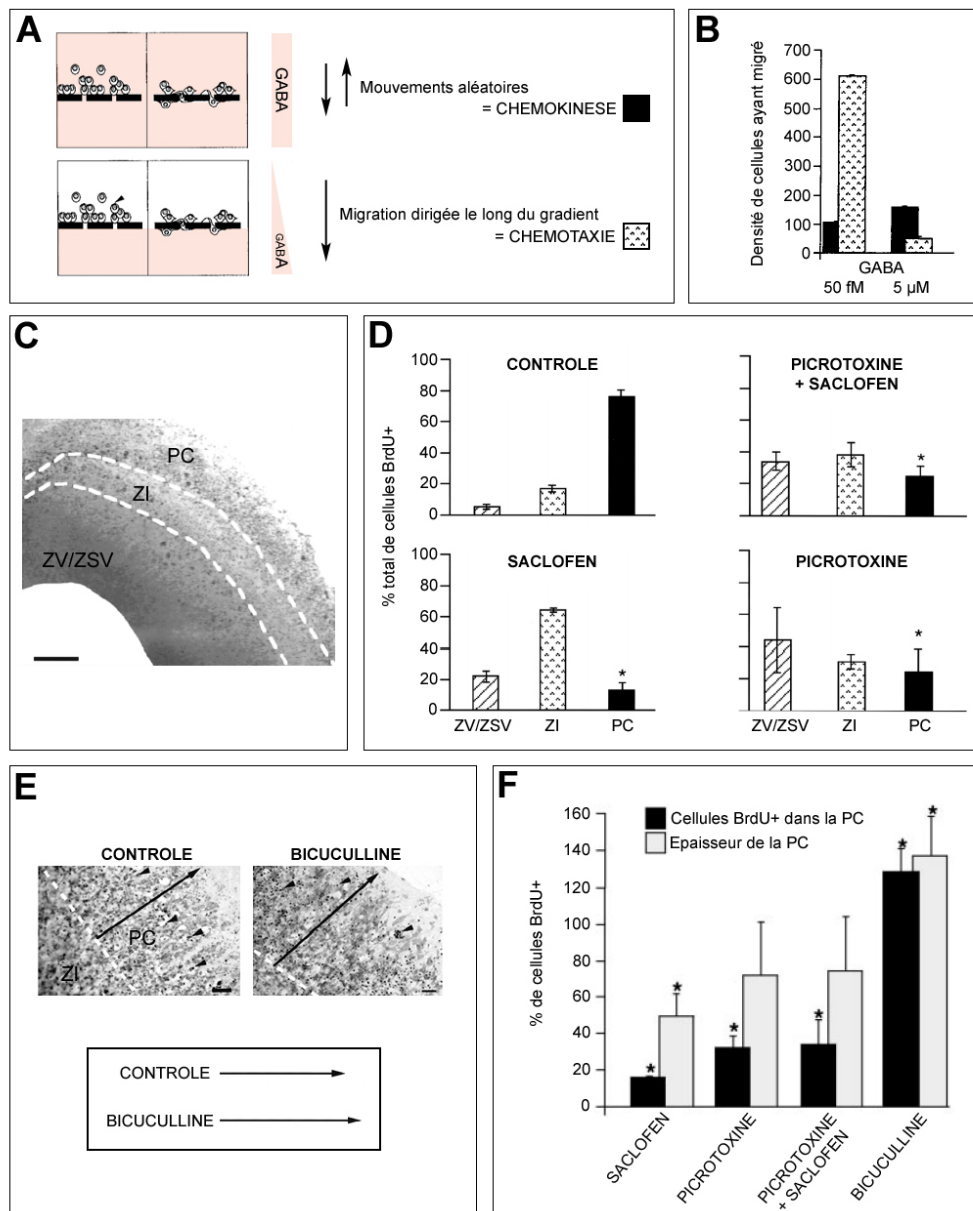 A
GABA
Mouvements aléatoires
= CHEMOKINESE
GABA
Migration dirigée le long du gradient
= CHEMOTAXIE
B
Densité de cellules ayant migré
700
600
500
400
300
200
100
0
GABA
50 fM 5 µM
C
PC
ZI
ZV/ZSV
D
% total de cellules BrdU+
CONTROLE
100
80
60
40
20
0
PICROTOXINE
+ SACLOFEN
*
SACLOFEN
100
80
60
40
20
0
*
ZV/ZSV ZI PC
PICROTOXINE
*
ZV/ZSV ZI PC
E
CONTROLE
PC
ZI
BICUCULLINE
CONTROLE
BICUCULLINE
F
% de cellules BrdU+
160
140
120
100
80
60
40
20
0
Cellules BrdU+ dans la PC
Epaisseur de la PC
* * * * * *
SACLOFEN
PICROTOXINE
PICROTOXINE
+ SACLOFEN
BICUCULLINE